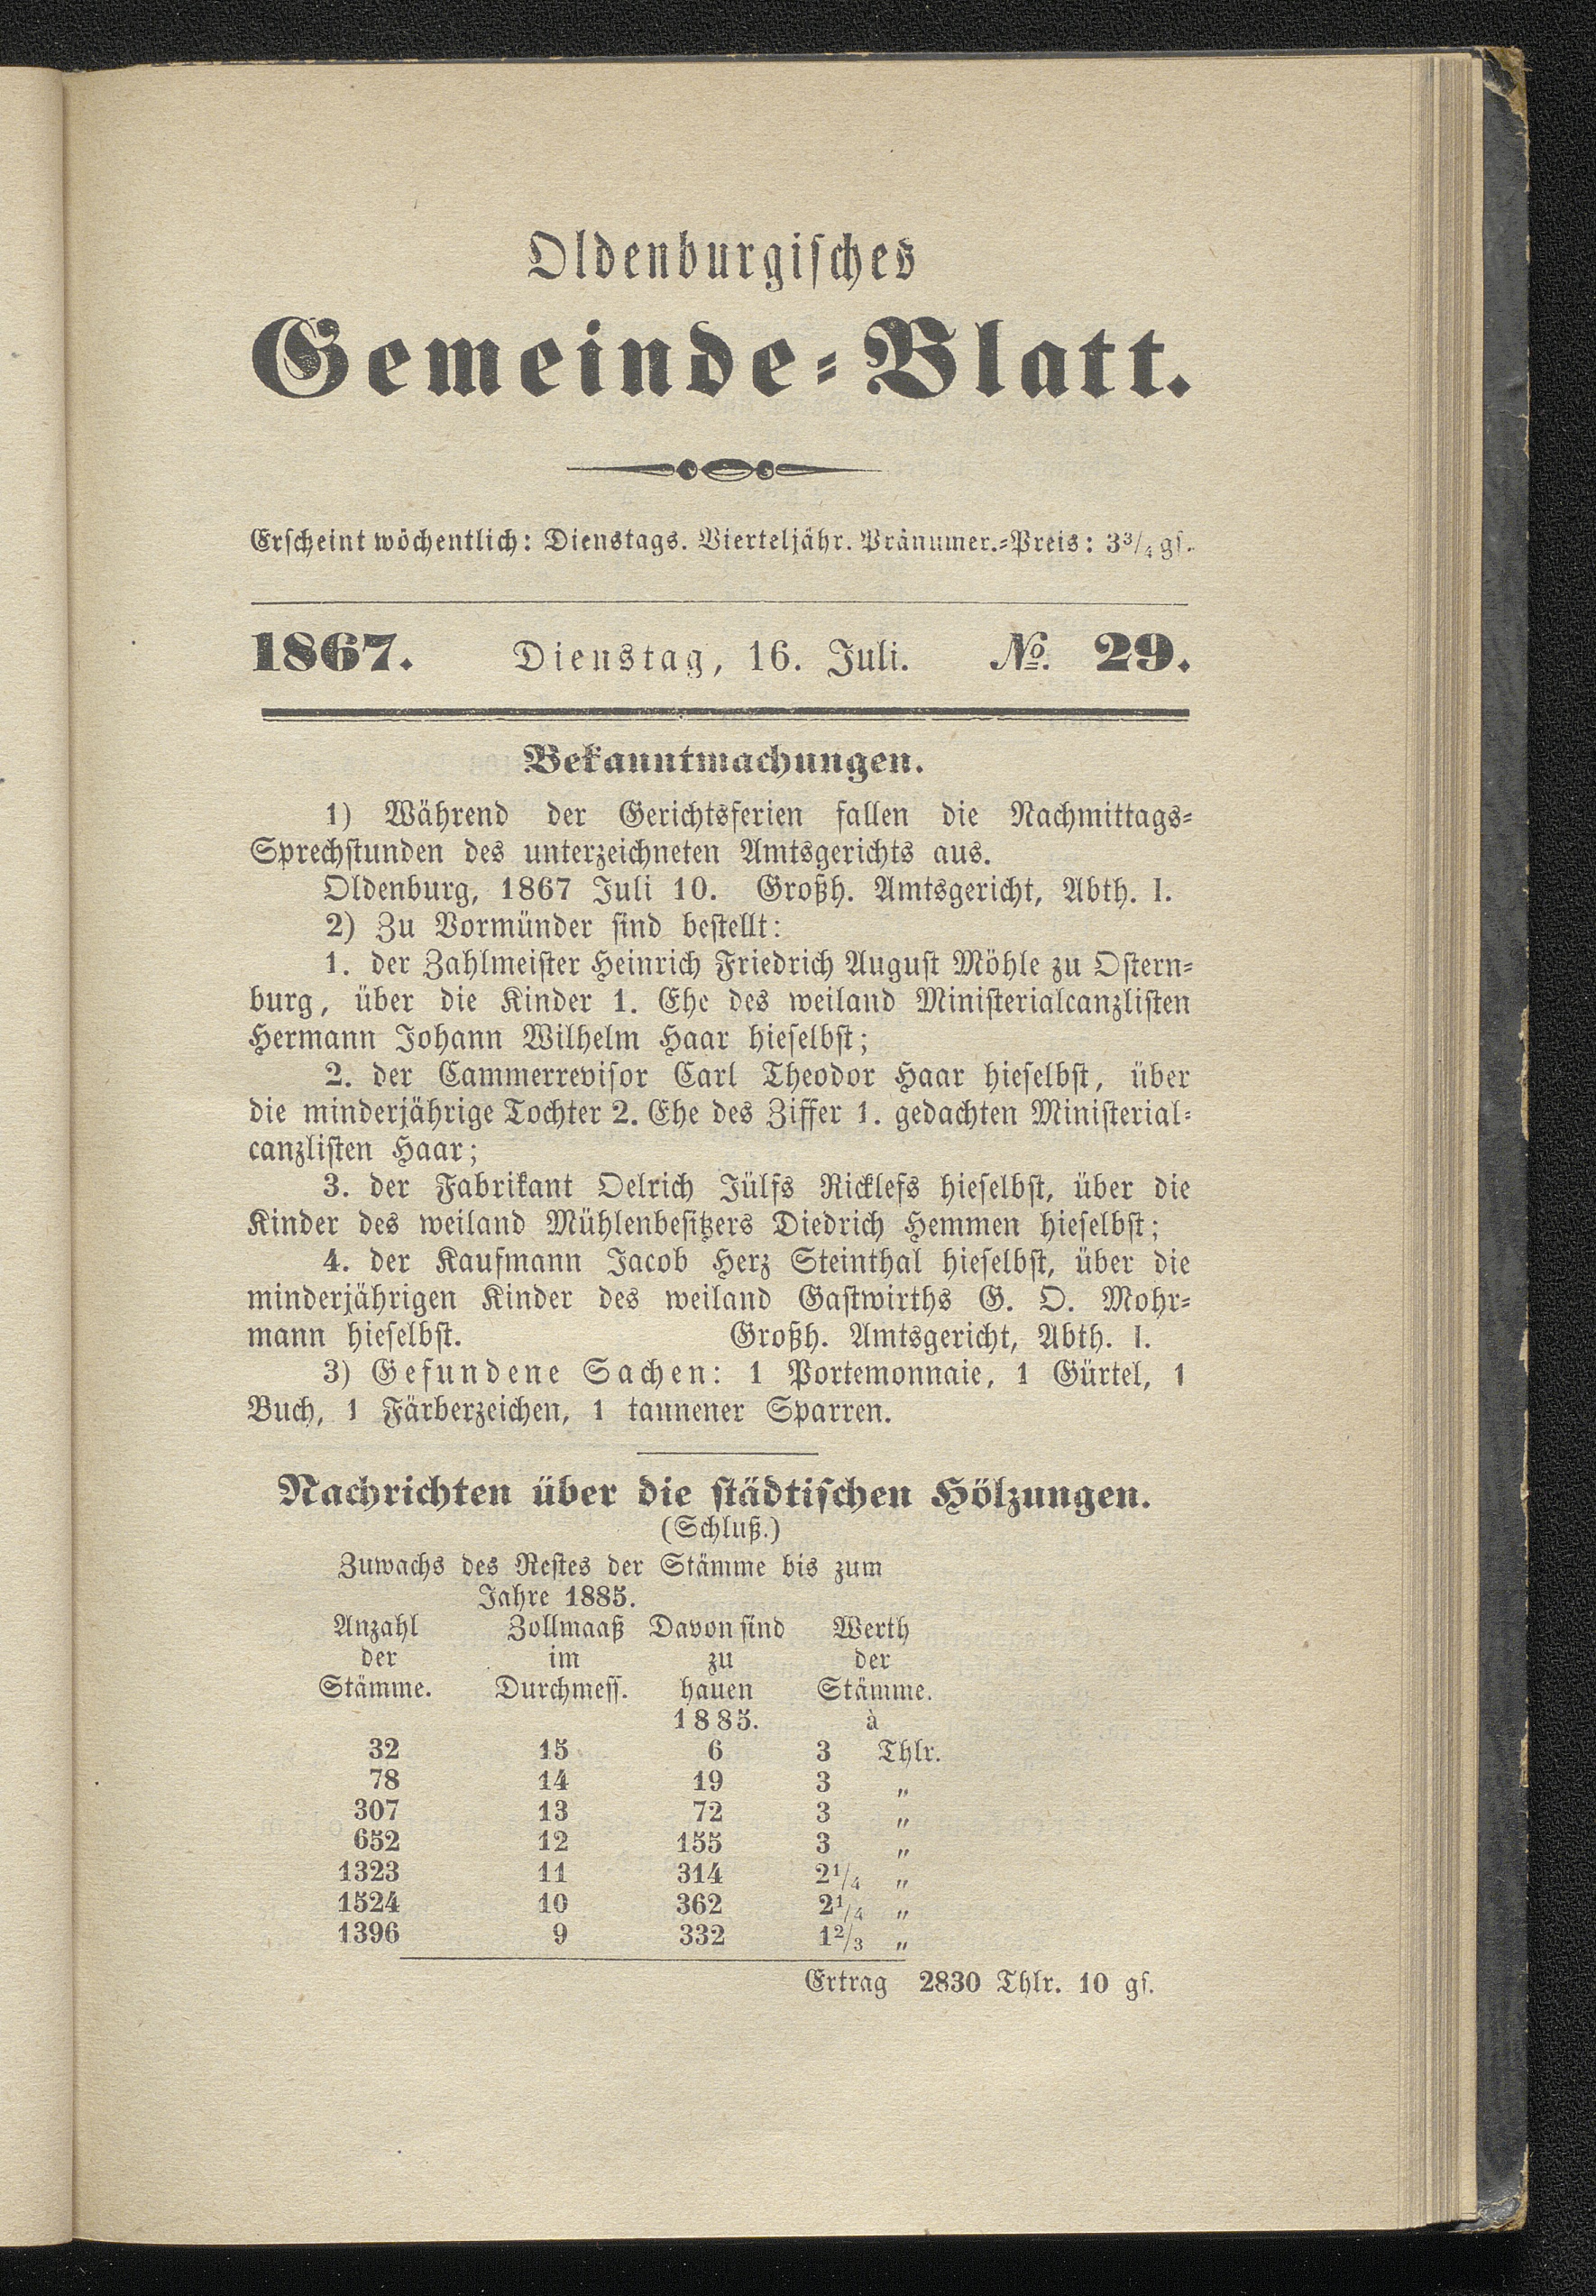 Oldenburgisches
Gemeinde-Blatt.
Erscheint wöchentlich: Dienstags. Vierteljähr. Pränumer.-Preis: 3³/₄ gs.
1867. Dienstag, 16. Juli. №. 29.
Bekanntmachungen.
1) Während der Gerichtsferien fallen die Nachmittags-
Sprechstunden des unterzeichneten Amtsgerichts aus.
Oldenburg, 1867 Juli 10. Großh. Amtsgericht, Abth. I.
2) Zu Vormünder sind bestellt:
1. der Zahlmeister Heinrich Friedrich August Möhle zu Ostern-
burg, über die Kinder 1. Ehe des weiland Ministerialcanzlisten
Hermann Johann Wilhelm Haar hieselbst;
2. der Cammerrevisor Carl Theodor Haar hieselbst, über
die minderjährige Tochter 2. Ehe des Ziffer 1. gedachten Ministerial-
canzlisten Haar;
3. der Fabrikant Oelrich Jülfs Ricklefs hieselbst, über die
Kinder des weiland Mühlenbesitzers Diedrich Hemmen hieselbst;
4. der Kaufmann Jacob Herz Steinthal hieselbst, über die
minderjährigen Kinder des weiland Gastwirths G. O. Mohr-
mann hieselbst. Großh. Amtsgericht, Abth. I.
3) Gefundene Sachen: 1 Portemonnaie, 1 Gürtel, 1
Buch, 1 Färberzeichen, 1 tannener Sparren.
Nachrichten über die städtischen Hölzungen.
(Schluß.)
Zuwachs des Restes der Stämme bis zum
Jahre 1885.
Anzahl Zollmaaß Davon sind Werth
der im zu der
Stämme. Durchmess. hauen Stämme.
1885. à
32 15 6 3 Thlr.
78 14 19 3 „
307 13 72 3 „
652 12 155 3 „
1323 11 314 2¹/₄ „
1524 10 362 2¹/₄ „
1396 9 332 1²/₃ „
Ertrag 2830 Thlr. 10 gs.